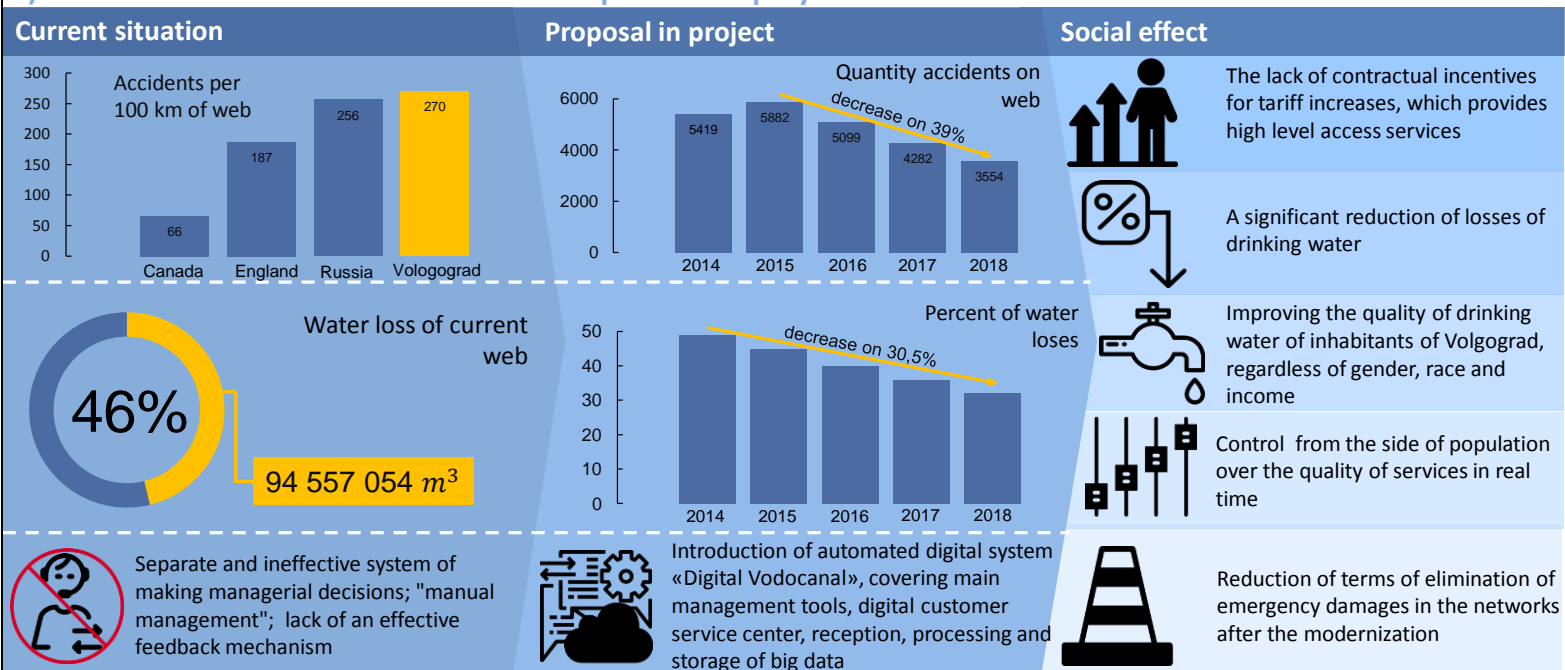 Current situation
Proposal in project
Social effect
Accidents per
100 km of web
300
250
200
150
100
50
0
66
187
256
270
Canada
England
Russia
Vologograd
Quantity accidents on
web
decrease on 39%
6000
4000
2000
0
5419
5882
5099
4282
3554
2014
2015
2016
2017
2018
The lack of contractual incentives
for tariff increases, which provides
high level access services
%
A significant reduction of losses of
drinking water
Water loss of current
web
46%
94 557 054 m³
Percent of water
loses
decrease on 30,5%
50
40
30
20
10
0
2014
2015
2016
2017
2018
Improving the quality of drinking
water of inhabitants of Volgograd,
regardless of gender, race and
income
Control from the side of population
over the quality of services in real
time
Separate and ineffective system of
making managerial decisions; "manual
management"; lack of an effective
feedback mechanism
Introduction of automated digital system
«Digital Vodocanal», covering main
management tools, digital customer
service center, reception, processing and
storage of big data
Reduction of terms of elimination of
emergency damages in the networks
after the modernization